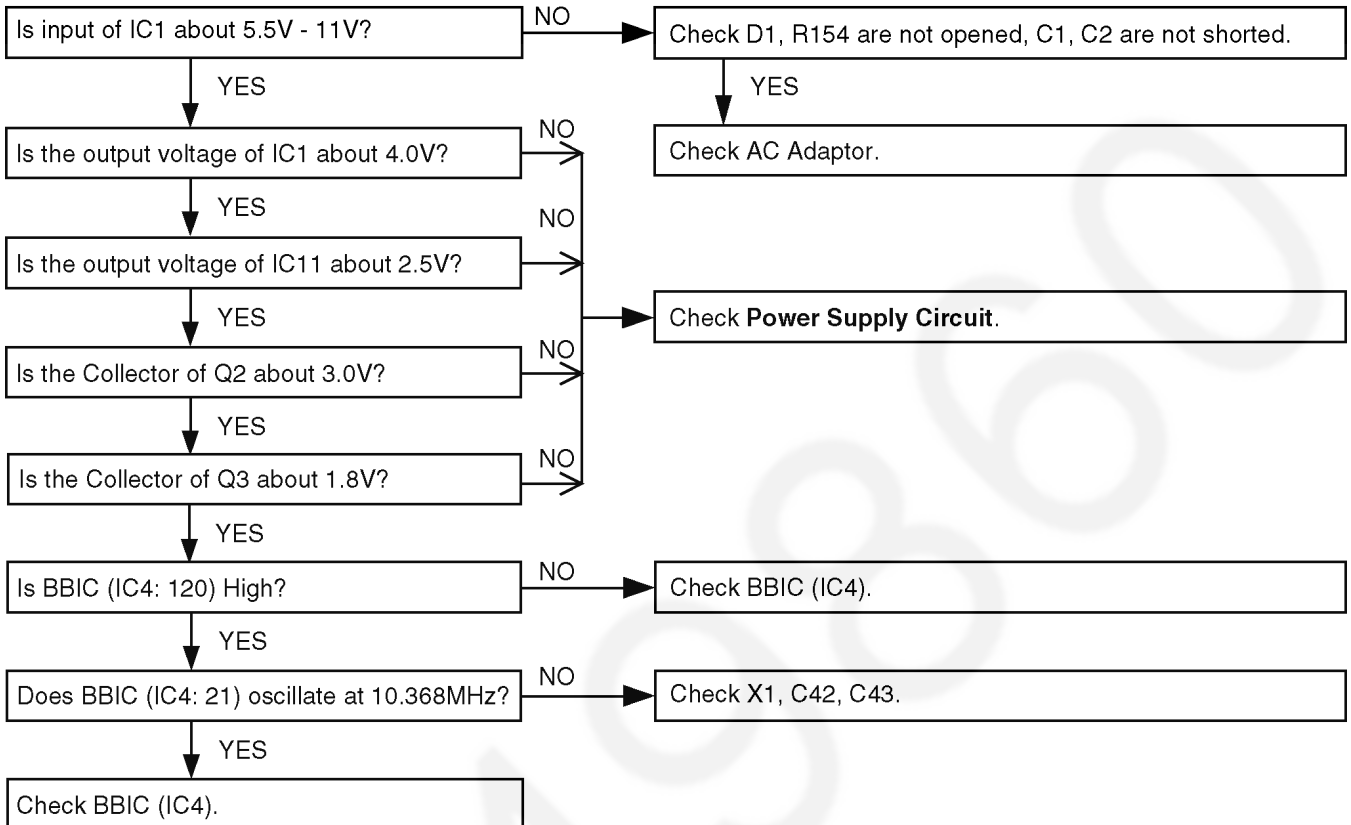 Is input of IC1 about 5.5V - 11V?
NO
Check D1, R154 are not opened, C1, C2 are not shorted.
YES
YES
Is the output voltage of IC1 about 4.0V?
NO
Check AC Adaptor.
YES
NO
Is the output voltage of IC11 about 2.5V?
YES
Check Power Supply Circuit.
NO
Is the Collector of Q2 about 3.0V?
YES
NO
Is the Collector of Q3 about 1.8V?
YES
Is BBIC (IC4: 120) High?
NO
Check BBIC (IC4).
YES
Does BBIC (IC4: 21) oscillate at 10.368MHz?
NO
Check X1, C42, C43.
YES
Check BBIC (IC4).